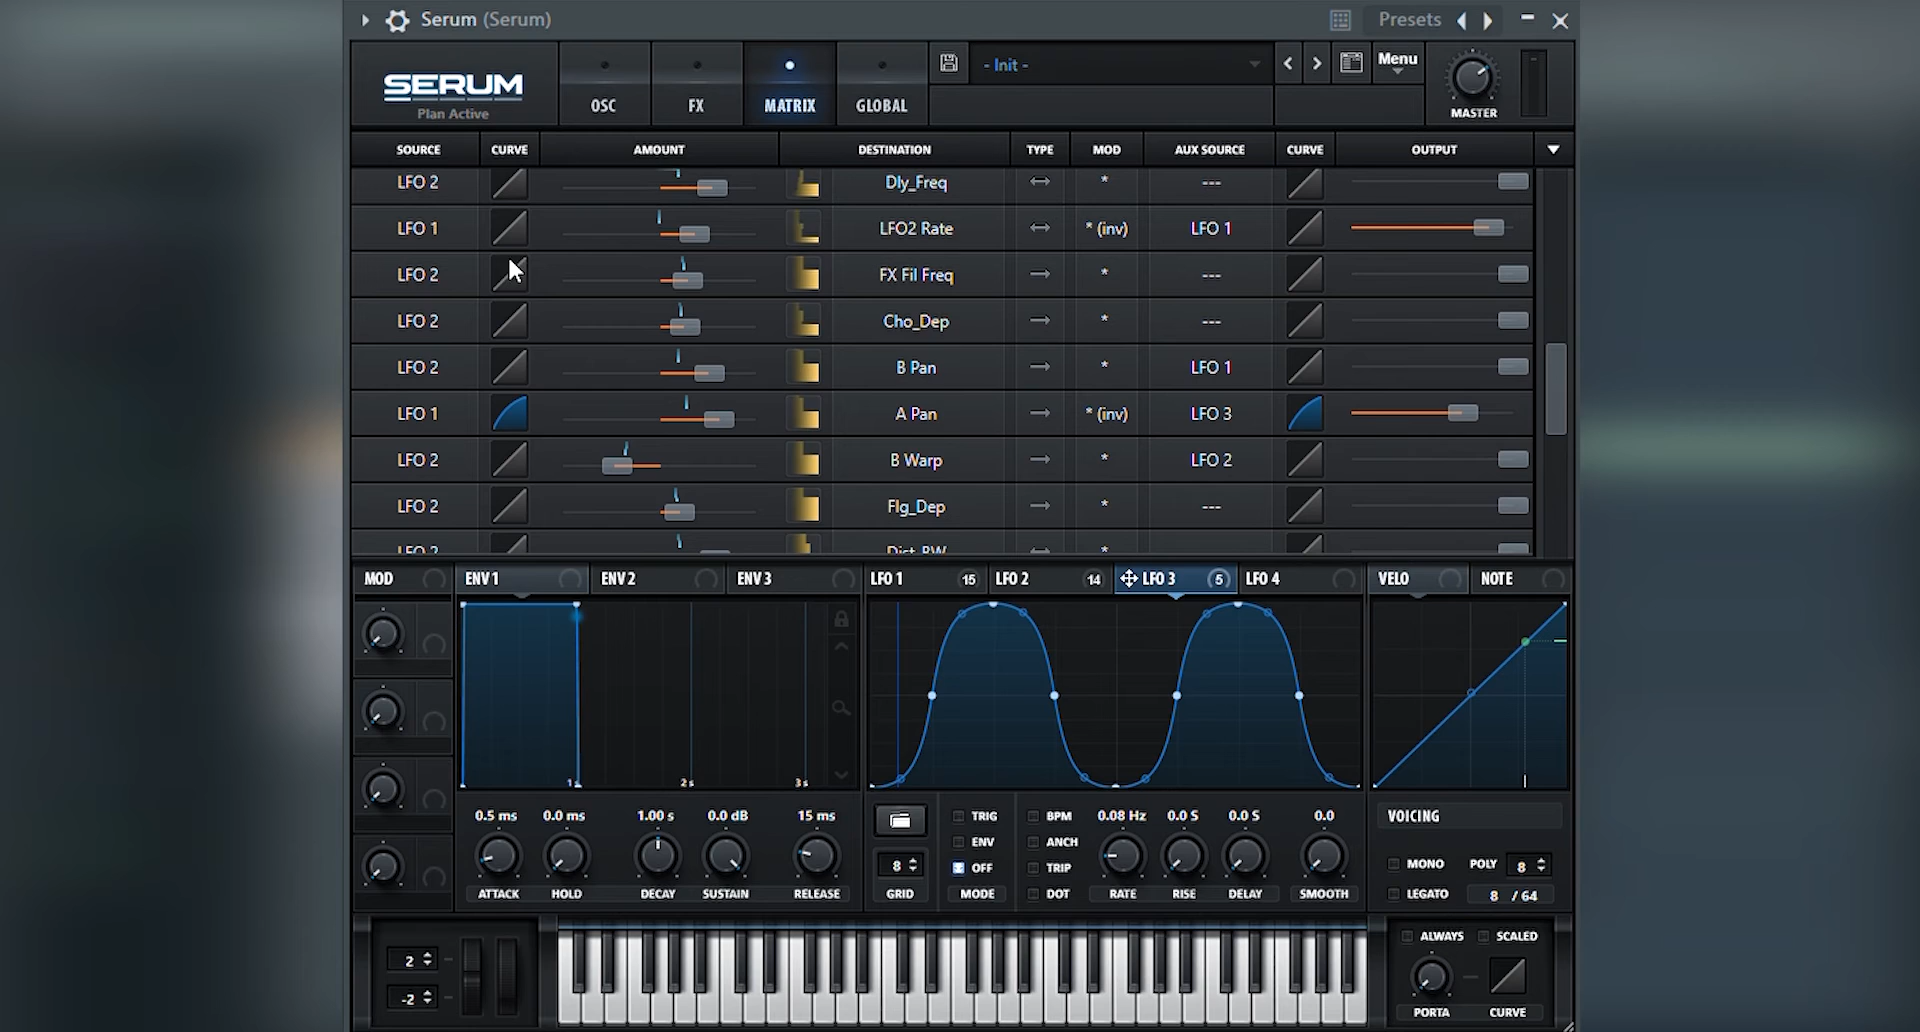 Serum (Serum) Presets
SERUM
Plan Active
OSC FX MATRIX GLOBAL
- Init -
Menu
MASTER
SOURCE CURVE AMOUNT DESTINATION TYPE MOD AUX SOURCE CURVE OUTPUT
LFO 2 Dly_Freq * ---
LFO 1 LFO2 Rate * (inv) LFO 1
LFO 2 FX Fil Freq * ---
LFO 2 Cho_Dep * ---
LFO 2 B Pan * LFO 1
LFO 1 A Pan * (inv) LFO 3
LFO 2 B Warp * LFO 2
LFO 2 Flg_Dep * ---
LFO 2 Dist_BW *
MOD ENV 1 ENV 2 ENV 3 LFO 1 15 LFO 2 14 LFO 3 5 LFO 4 VELO NOTE
1s 2s 3s
0.5 ms 0.0 ms 1.00 s 0.0 dB 15 ms
ATTACK HOLD DECAY SUSTAIN RELEASE
8
GRID
TRIG
ENV
OFF
MODE
BPM
ANCH
TRIP
DOT
0.08 Hz 0.0 S 0.0 S 0.0
RATE RISE DELAY SMOOTH
VOICING
MONO POLY 8
LEGATO 8 / 64
2
-2
ALWAYS SCALED
PORTA CURVE